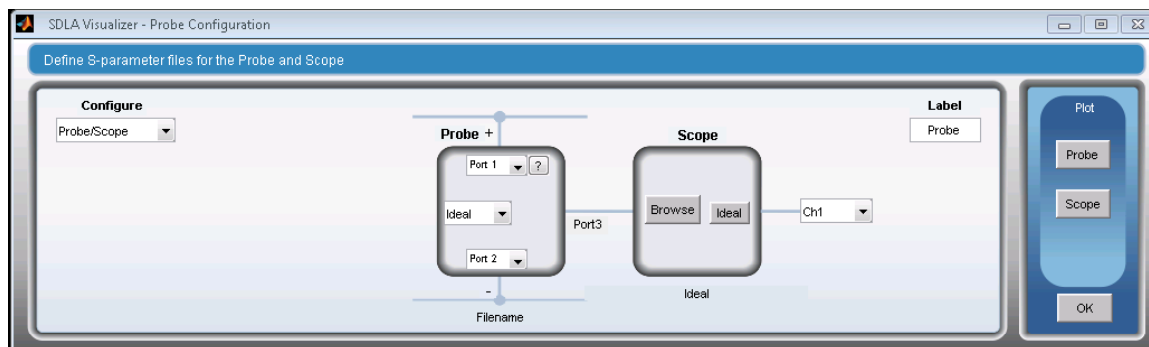 SDLA Visualizer - Probe Configuration
Define S-parameter files for the Probe and Scope
Configure
Probe/Scope
Probe +
Port 1
?
Ideal
Port 2
-
Filename
Port3
Scope
Browse
Ideal
Ideal
Ch1
Label
Probe
Plot
Probe
Scope
OK